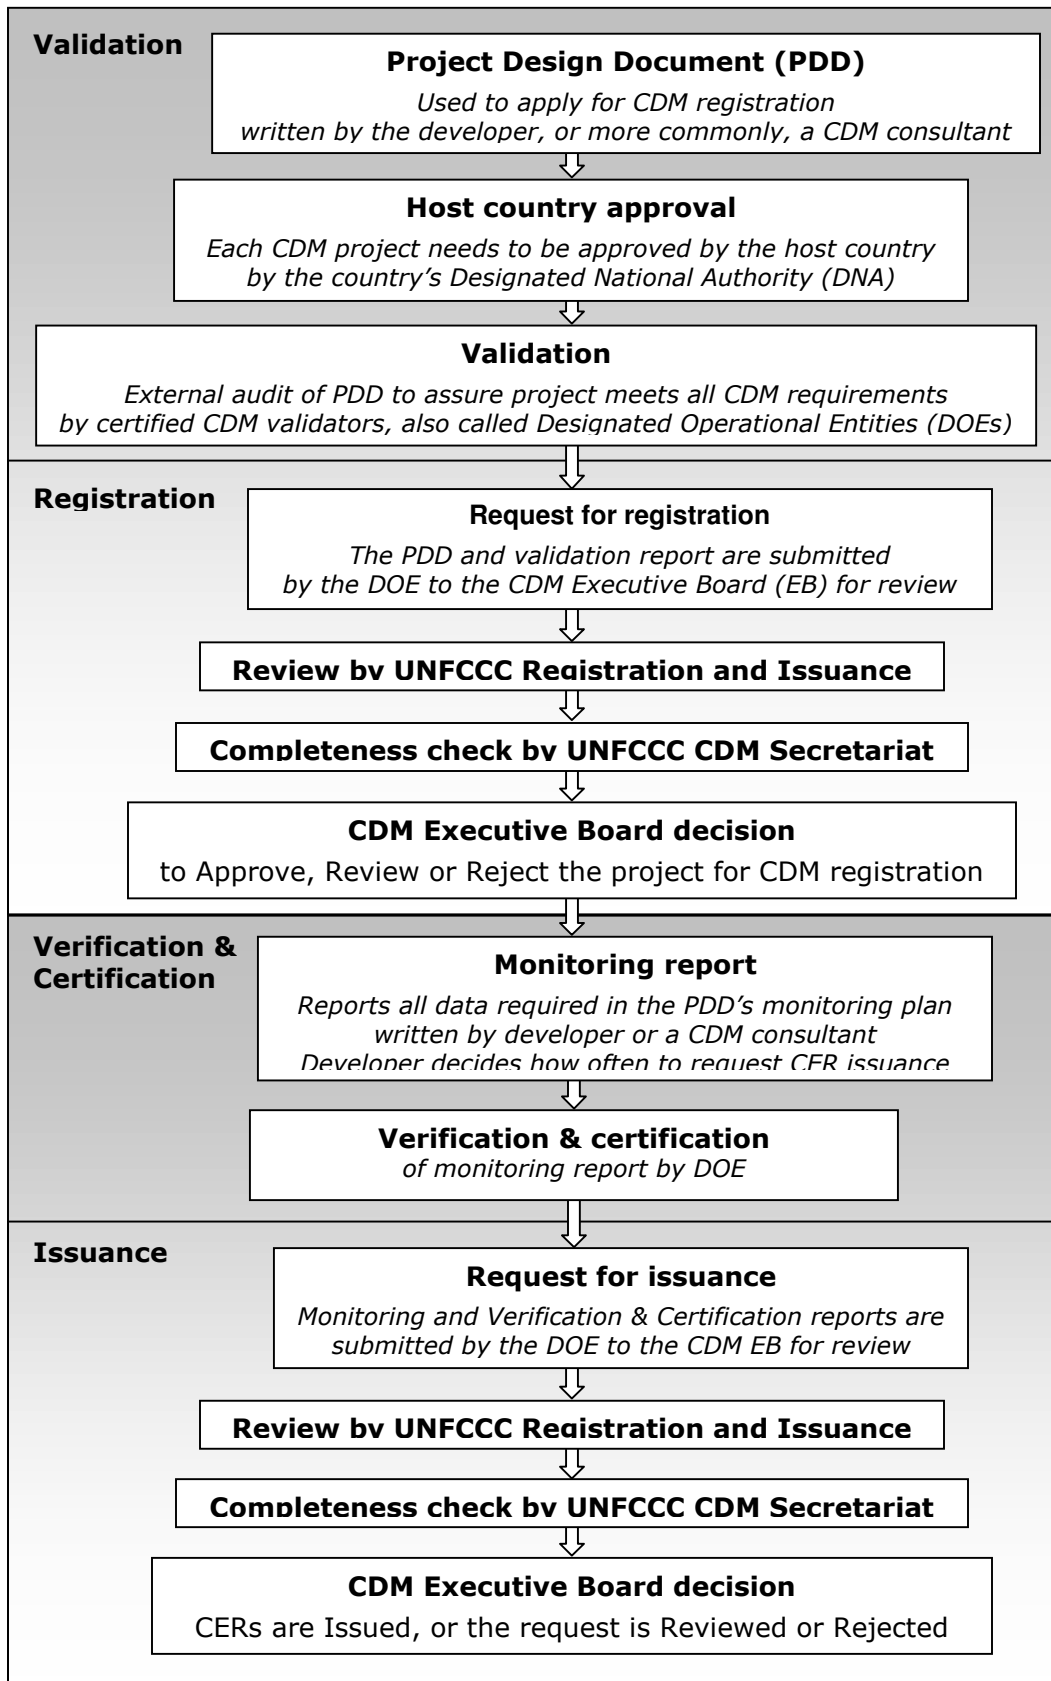 Validation
Project Design Document (PDD)
Used to apply for CDM registration
written by the developer, or more commonly, a CDM consultant
Host country approval
Each CDM project needs to be approved by the host country
by the country's Designated National Authority (DNA)
Validation
External audit of PDD to assure project meets all CDM requirements
by certified CDM validators, also called Designated Operational Entities (DOEs)
Registration
Request for registration
The PDD and validation report are submitted
by the DOE to the CDM Executive Board (EB) for review
Review by UNFCCC Registration and Issuance
Completeness check by UNFCCC CDM Secretariat
CDM Executive Board decision
to Approve, Review or Reject the project for CDM registration
Verification &
Certification
Monitoring report
Reports all data required in the PDD's monitoring plan
written by developer or a CDM consultant
Developer decides how often to request CER issuance
Verification & certification
of monitoring report by DOE
Issuance
Request for issuance
Monitoring and Verification & Certification reports are
submitted by the DOE to the CDM EB for review
Review by UNFCCC Registration and Issuance
Completeness check by UNFCCC CDM Secretariat
CDM Executive Board decision
CERs are Issued, or the request is Reviewed or Rejected